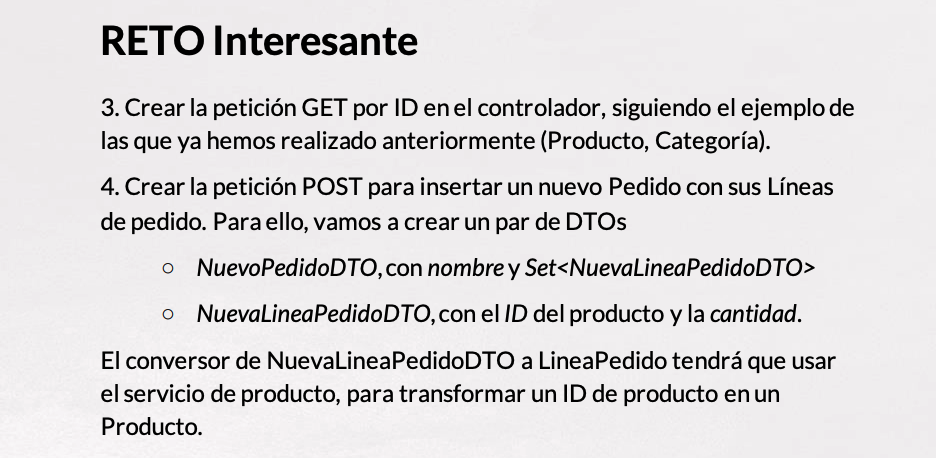 RETO Interesante
3. Crear la petición GET por ID en el controlador, siguiendo el ejemplo de
las que ya hemos realizado anteriormente (Producto, Categoría).
4. Crear la petición POST para insertar un nuevo Pedido con sus Líneas
de pedido. Para ello, vamos a crear un par de DTOs
○ NuevoPedidoDTO, con nombre y Set<NuevaLineaPedidoDTO>
○ NuevaLineaPedidoDTO, con el ID del producto y la cantidad.
El conversor de NuevaLineaPedidoDTO a LineaPedido tendrá que usar
el servicio de producto, para transformar un ID de producto en un
Producto.